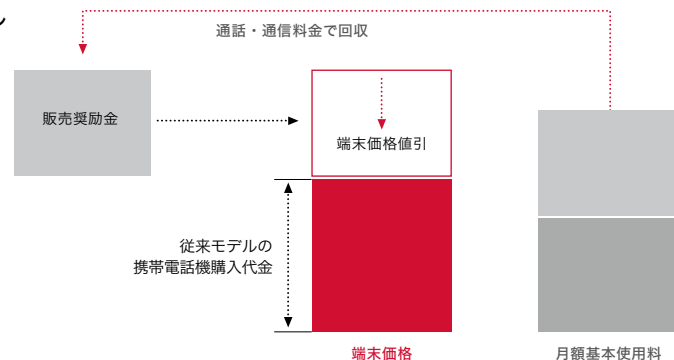 通話・通信料金で回収
販売奨励金
端末価格値引
従来モデルの
携帯電話機購入代金
端末価格
月額基本使用料